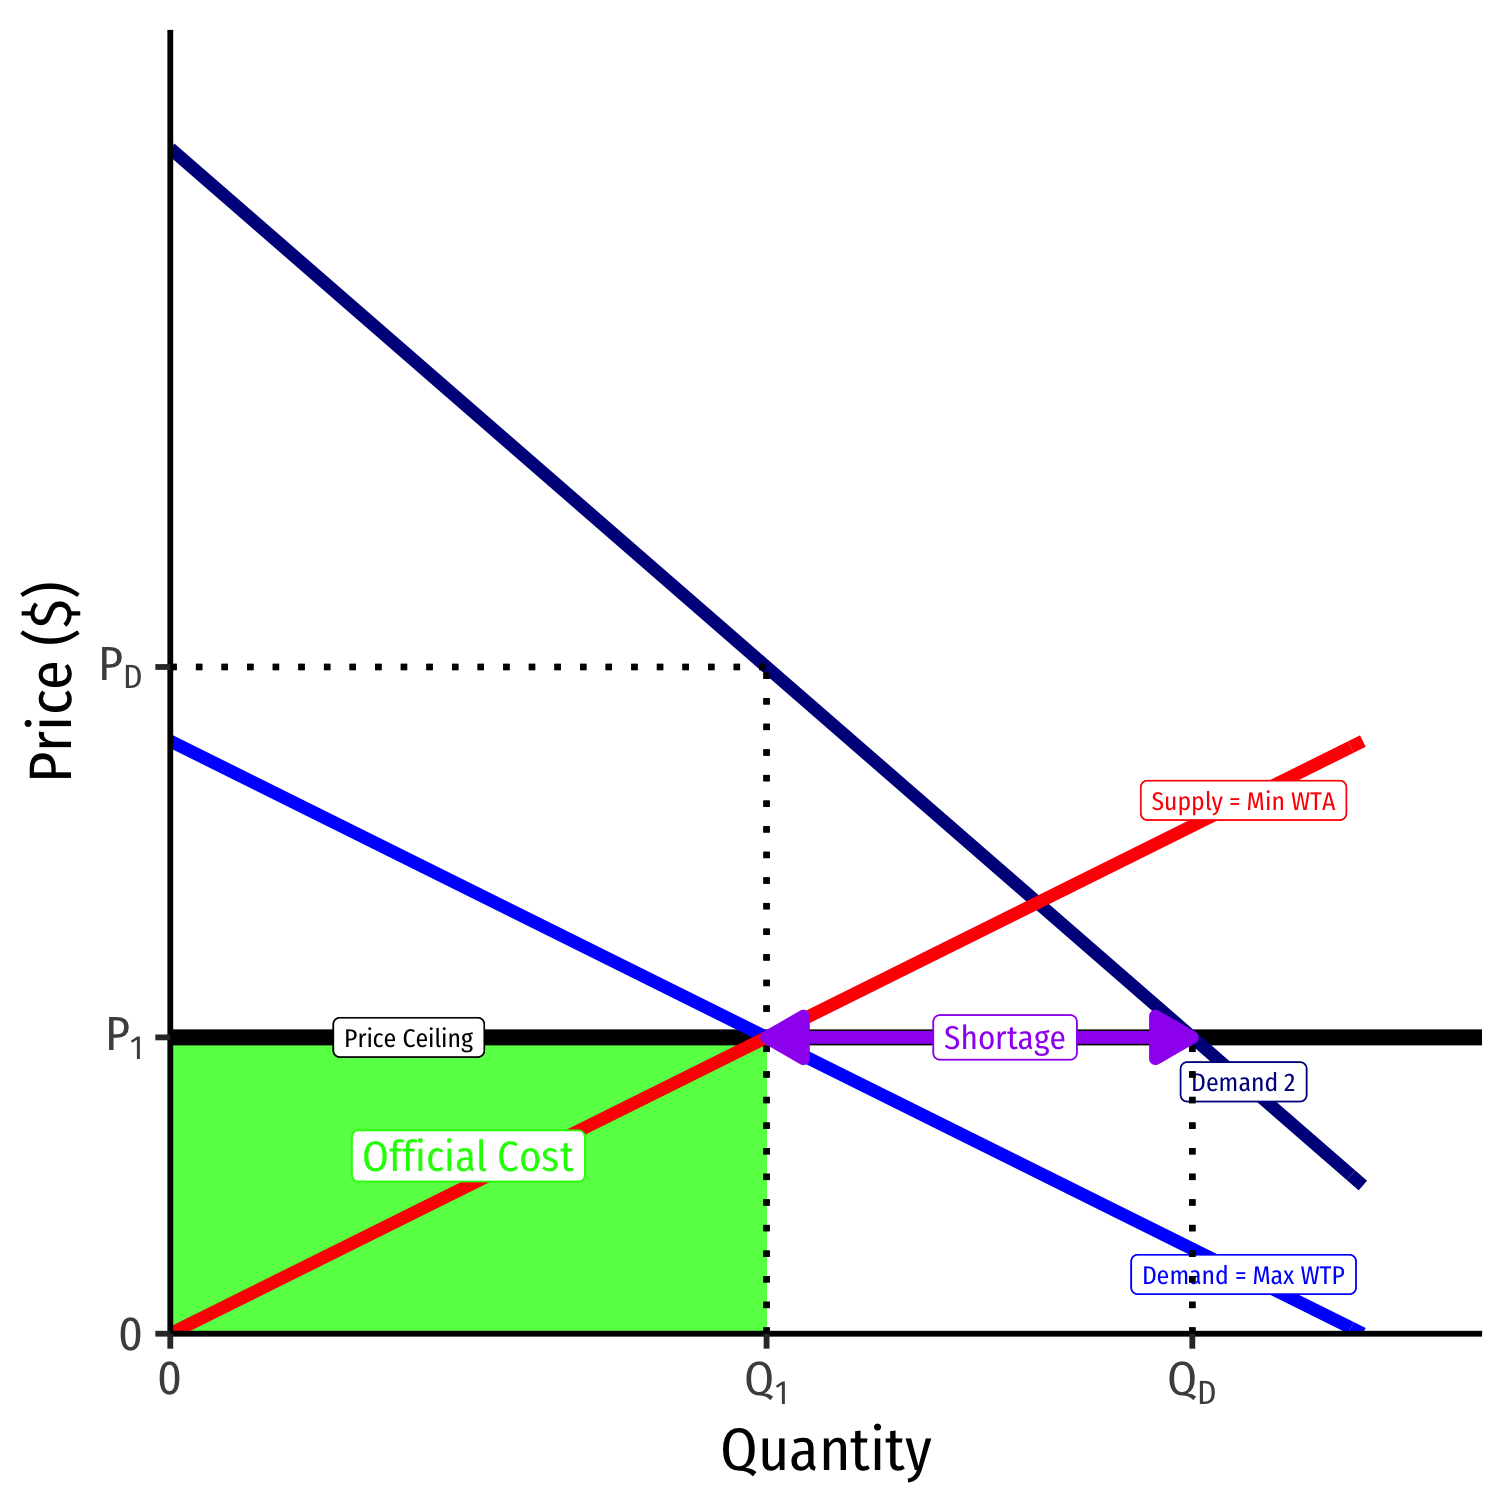 Price ($)
P_D
Supply = Min WTA
P_1
Price Ceiling
Shortage
Demand 2
Official Cost
Demand = Max WTP
0
0
Q_1
Q_D
Quantity